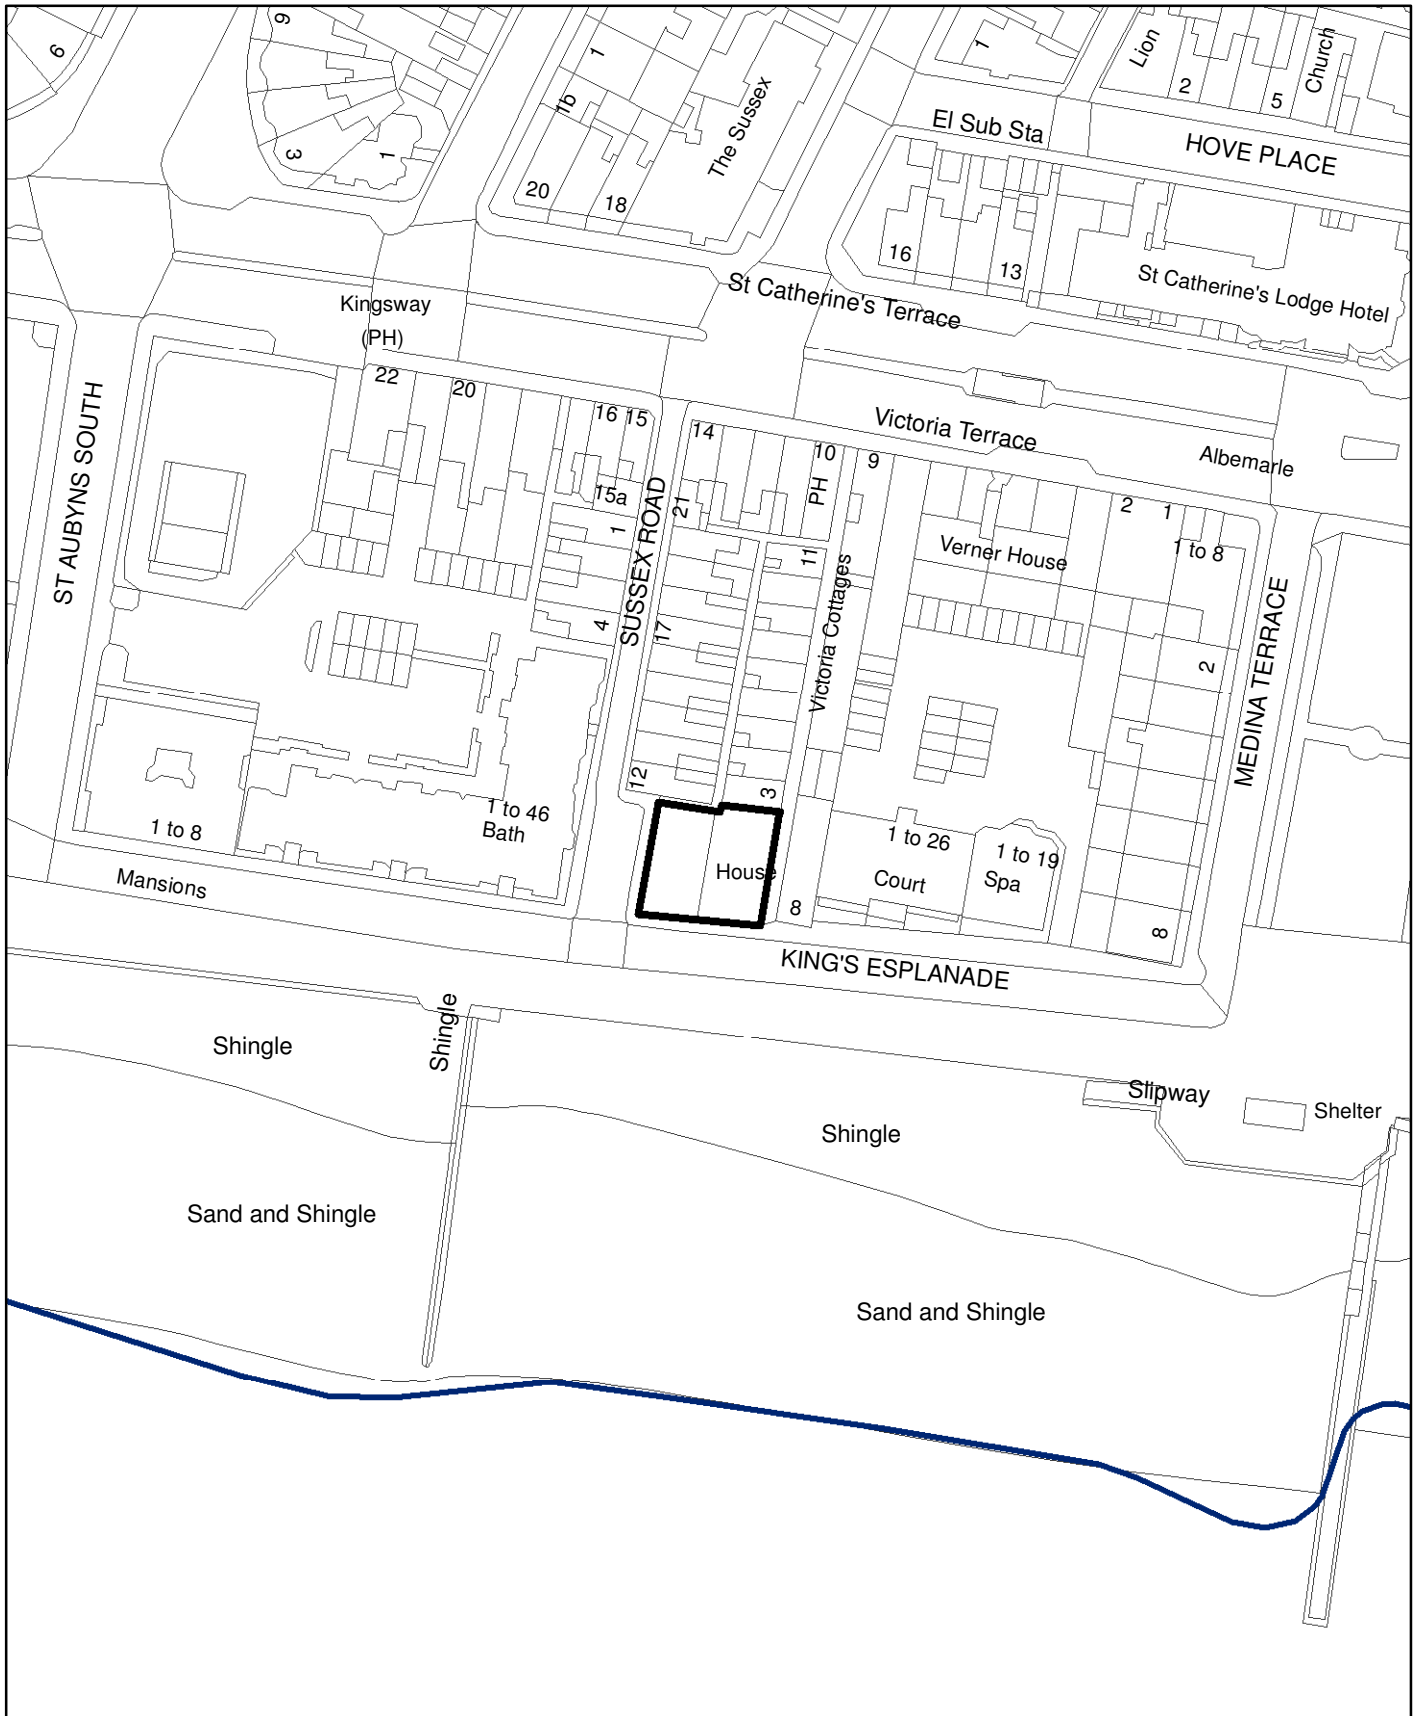 6
9
3
1
1
1b
20
18
The Sussex
1
Lion
2
5
Church
El Sub Sta
HOVE PLACE
16
13
St Catherine's Lodge Hotel
St Catherine's Terrace
Kingsway
(PH)
22
20
16
15
14
10
PH
9
Victoria Terrace
Albemarle
ST AUBYNS SOUTH
15a
1
SUSSEX ROAD
21
11
Victoria Cottages
Verner House
2
1
1 to 8
4
17
2
MEDINA TERRACE
12
3
1 to 8
1 to 46
Bath
House
1 to 26
Court
1 to 19
Spa
Mansions
8
8
KING'S ESPLANADE
Shingle
Shingle
Shingle
Slipway
Shelter
Sand and Shingle
Sand and Shingle